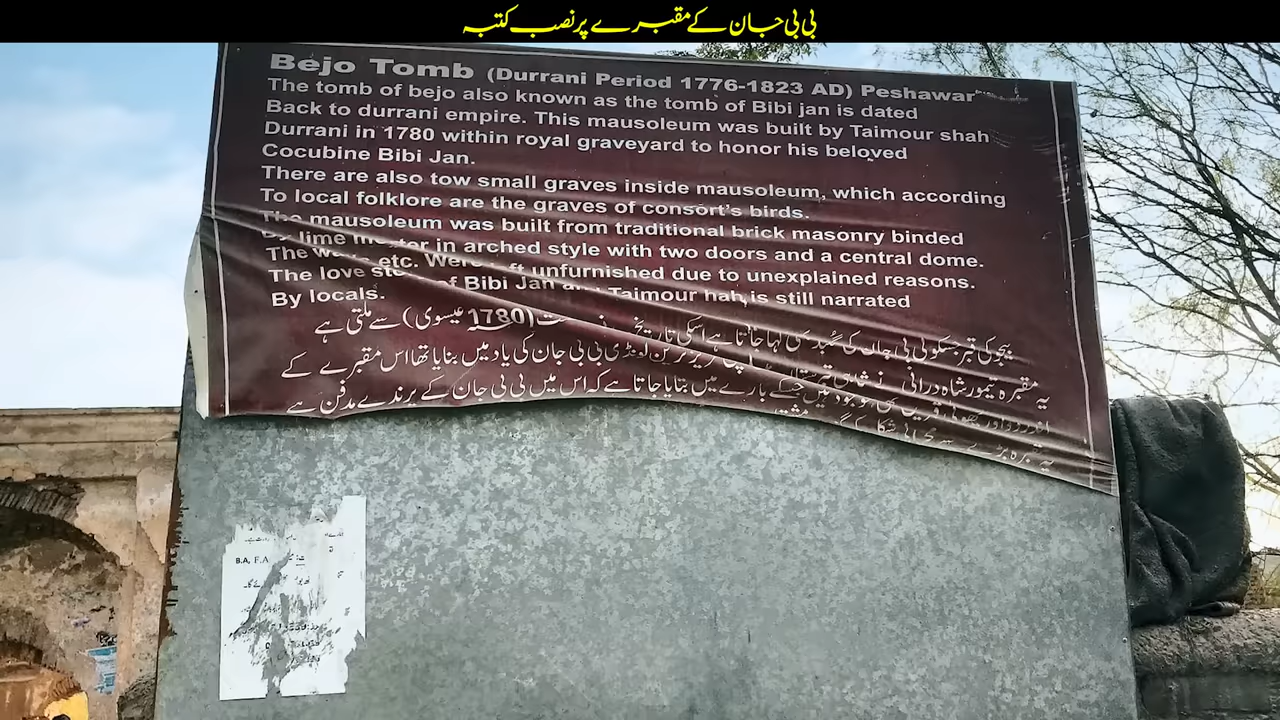 بی بی جان کے مقبرے پر نصب کتبہ
Bejo Tomb (Durrani Period 1776-1823 AD) Peshawar
The tomb of bejo also known as the tomb of Bibi jan is dated
Back to durrani empire. This mausoleum was built by Taimour shah
Durrani in 1780 within royal graveyard to honor his beloved
Cocubine Bibi Jan.
There are also tow small graves inside mausoleum, which according
To local folklore are the graves of consort's birds.
The mausoleum was built from traditional brick masonry binded
By lime in arched style with two doors and a central dome.
The etc. unfurnished due to unexplained reasons.
The love of Bibi Jan Taimour is still narrated
By locals.
بیجو کی قبر جسکو بی بی جان کی گنبد بھی کہا جاتا ہے اسکی تاریخ (1780 عیسوی) سے ملتی ہے
یہ مقبرہ تیمور شاہ درانی نے شاہی لونڈی بی بی جان کی یاد میں بنایا تھا اس مقبرے کے
بارے میں بتایا جاتا ہے کہ اس میں بی بی جان کے پرندے مدفن ہے
B.A, F.A